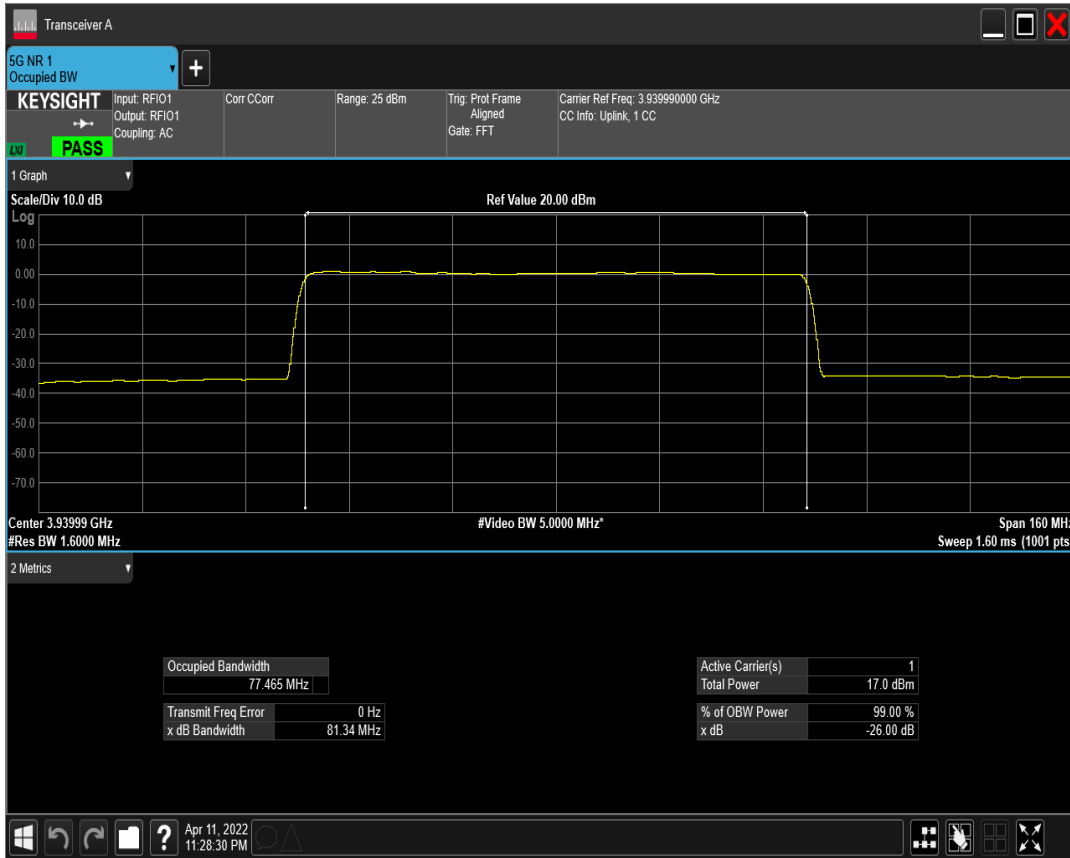 Transceiver A
5G NR 1
Occupied BW
+
KEYSIGHT
LXI
PASS
Input: RFIO1
Output: RFIO1
Coupling: AC
Corr CCorr
Range: 25 dBm
Trig: Prot Frame
Aligned
Gate: FFT
Carrier Ref Freq: 3.939990000 GHz
CC Info: Uplink, 1 CC
1 Graph
Scale/Div 10.0 dB
Ref Value 20.00 dBm
Log
10.0
0.00
-10.0
-20.0
-30.0
-40.0
-50.0
-60.0
-70.0
Center 3.93999 GHz
#Video BW 5.0000 MHz*
Span 160 MHz
#Res BW 1.6000 MHz
Sweep 1.60 ms (1001 pts
2 Metrics
Occupied Bandwidth
77.465 MHz
Transmit Freq Error 0 Hz
x dB Bandwidth 81.34 MHz
Active Carrier(s) 1
Total Power 17.0 dBm
% of OBW Power 99.00 %
x dB -26.00 dB
?
Apr 11, 2022
11:28:30 PM